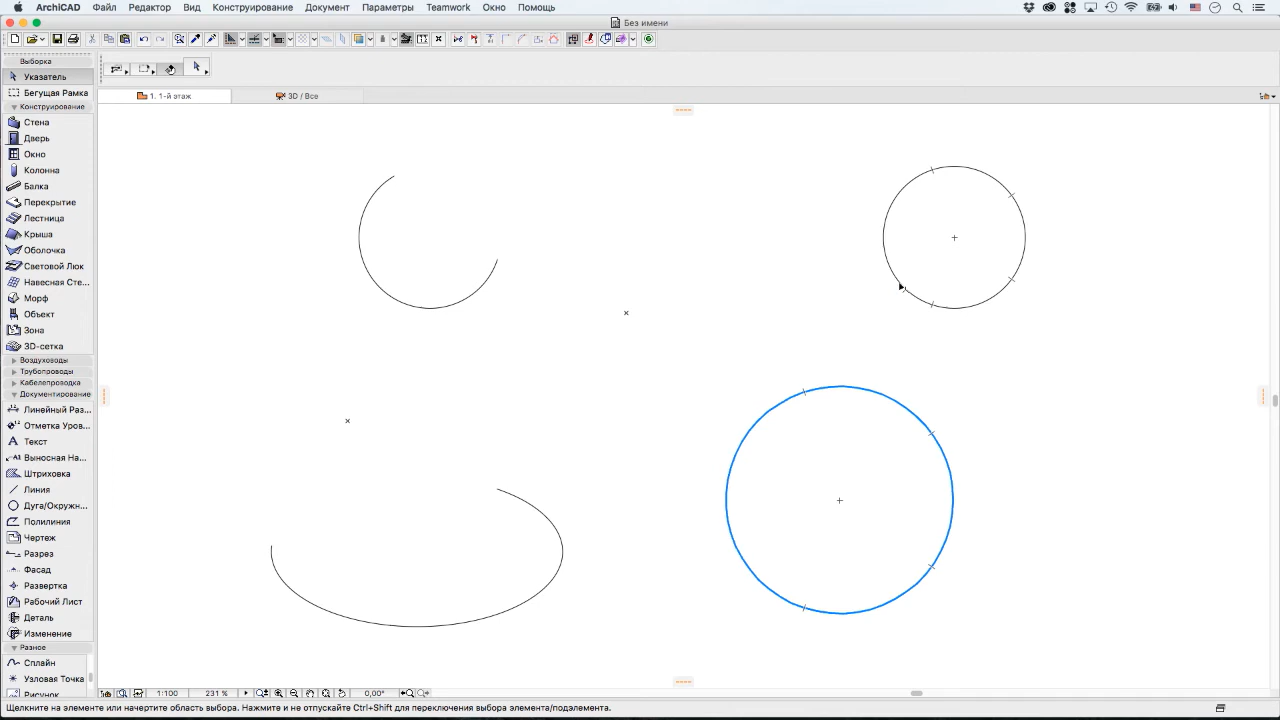 ArchiCAD Файл Редактор Вид Конструирование Документ Параметры Teamwork Окно Помощь
Без имени
Выборка
Указатель
Бегущая Рамка
1. 1-й этаж
3D / Все
Конструирование
Стена
Дверь
Окно
Колонна
Балка
Перекрытие
Лестница
Крыша
Оболочка
Световой Люк
Навесная Сте...
Морф
Объект
Зона
3D-сетка
Воздуховоды
Трубопроводы
Кабелепроводка
Документирование
Линейный Раз...
Отметка Уров...
Текст
Выносная На...
Штриховка
Линия
Дуга/Окружн...
Полилиния
Чертеж
Разрез
Фасад
Развертка
Рабочий Лист
Деталь
Изменение
Разное
Сплайн
Узловая Точка
Рисунок
1:100 231 % 0,00°
Щелкните на элементе или начертите область выбора. Нажмите и не отпускайте Ctrl+Shift для переключения выбора элемента/подэлемента.